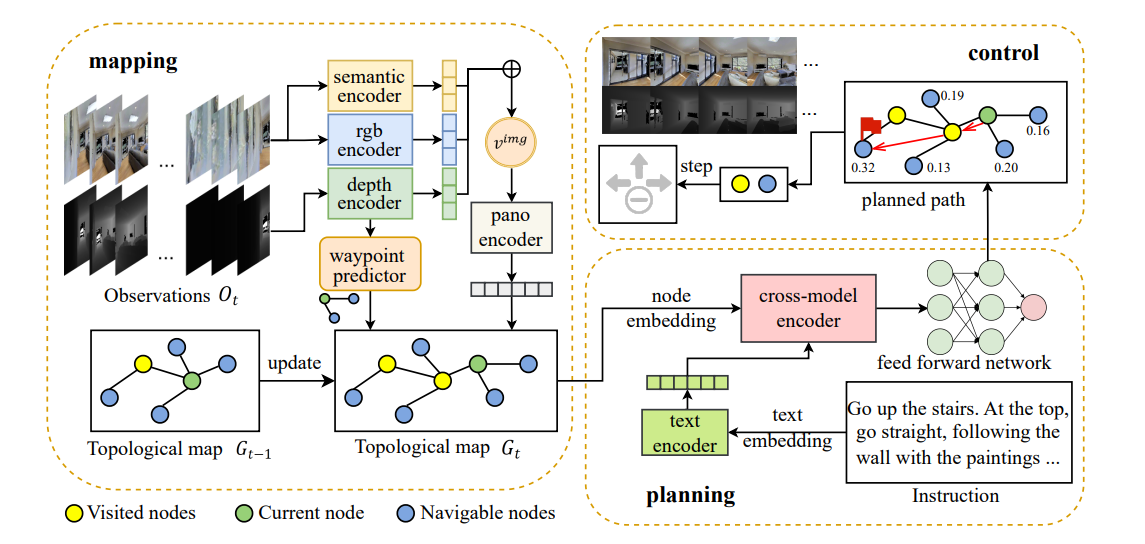 mapping
semantic
encoder
rgb
encoder
depth
encoder
v^{img}
pano
encoder
waypoint
predictor
...
...
Observations O_t
update
Topological map G_{t-1}
Topological map G_t
Visited nodes
Current node
Navigable nodes
control
...
...
0.19
0.16
0.32
0.13
0.20
planned path
step
node
embedding
cross-model
encoder
feed forward network
text
encoder
text
embedding
Go up the stairs. At the top,
go straight, following the
wall with the paintings ...
Instruction
planning